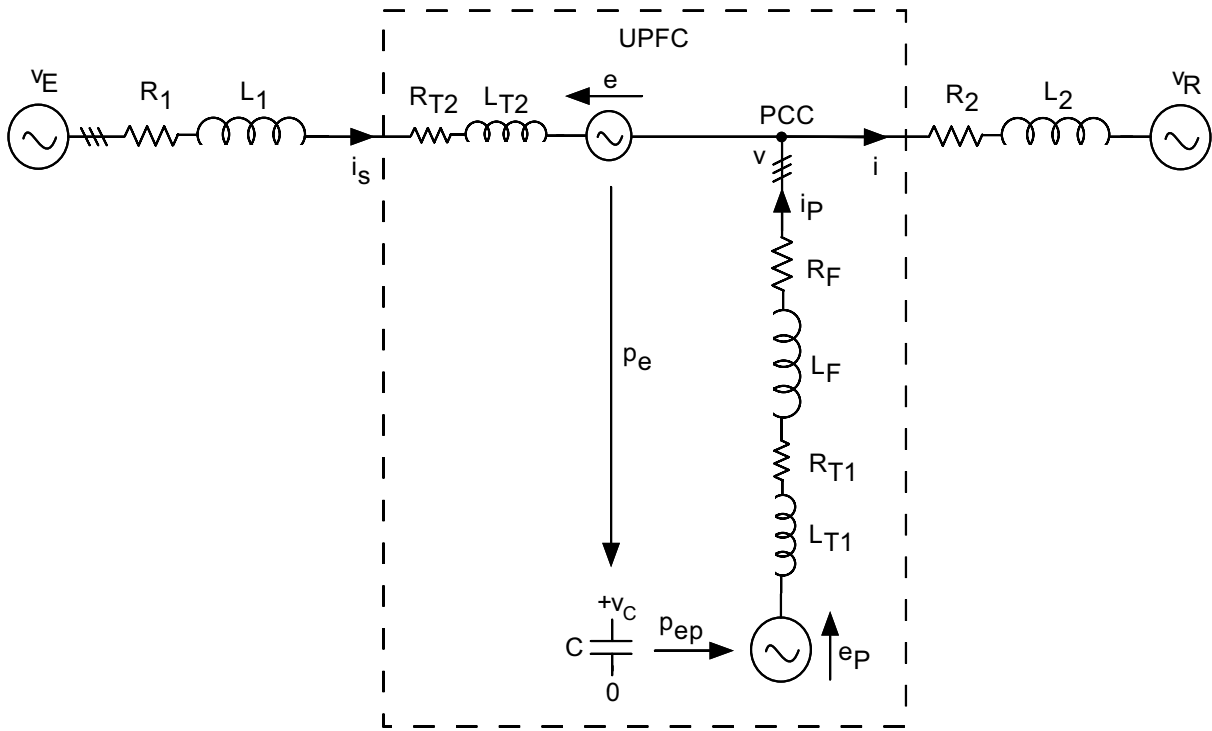 UPFC
vE
R1
L1
is
RT2
LT2
e
PCC
v
i
R2
L2
vR
iP
RF
LF
RT1
LT1
pe
+vC
C
0
pep
eP